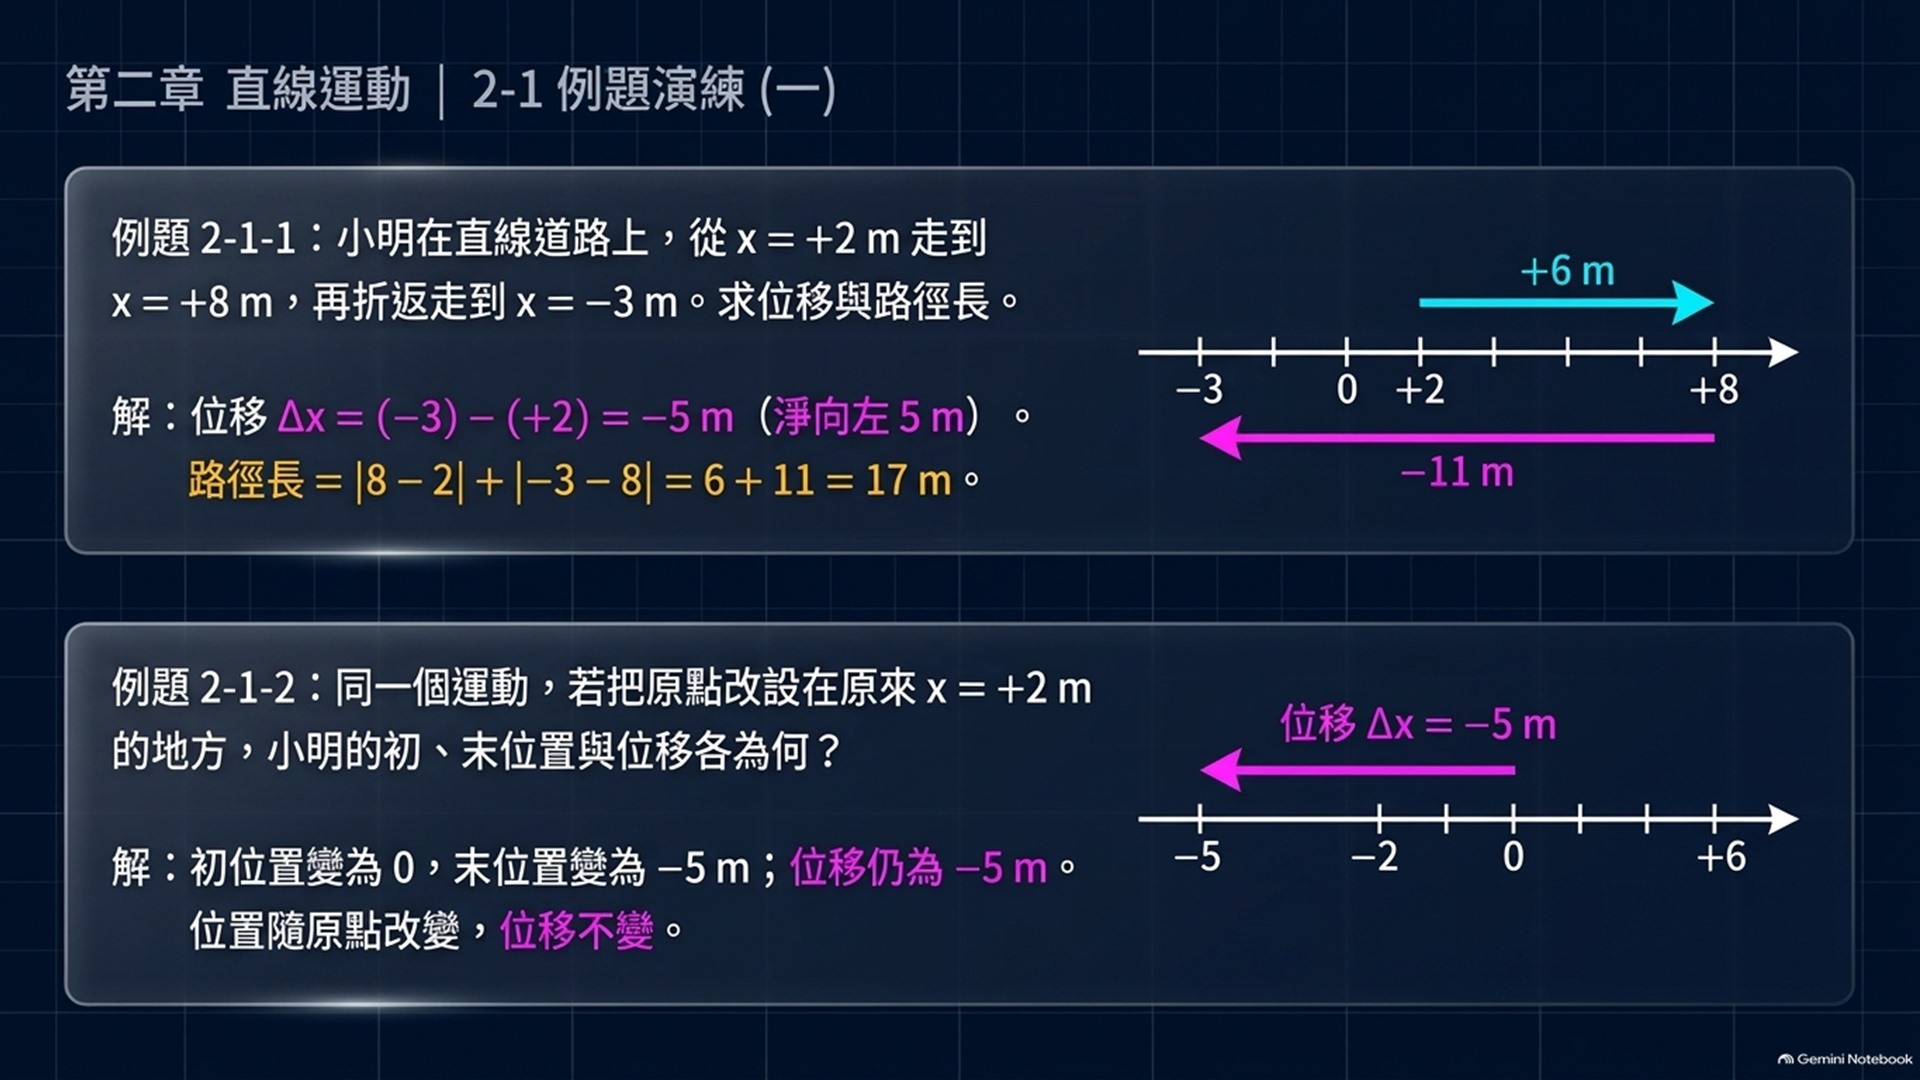 第二章 直線運動 | 2-1 例題演練 (一)
例題 2-1-1：小明在直線道路上，從 x = +2 m 走到
x = +8 m，再折返走到 x = −3 m。求位移與路徑長。
解：位移 Δx = (−3) − (+2) = −5 m（淨向左 5 m）。
路徑長 = |8 − 2| + |−3 − 8| = 6 + 11 = 17 m。
+6 m
−3 0 +2 +8
−11 m
例題 2-1-2：同一個運動，若把原點改設在原來 x = +2 m
的地方，小明的初、末位置與位移各為何？
解：初位置變為 0，末位置變為 −5 m；位移仍為 −5 m。
位置隨原點改變，位移不變。
位移 Δx = −5 m
−5 −2 0 +6
Gemini Notebook